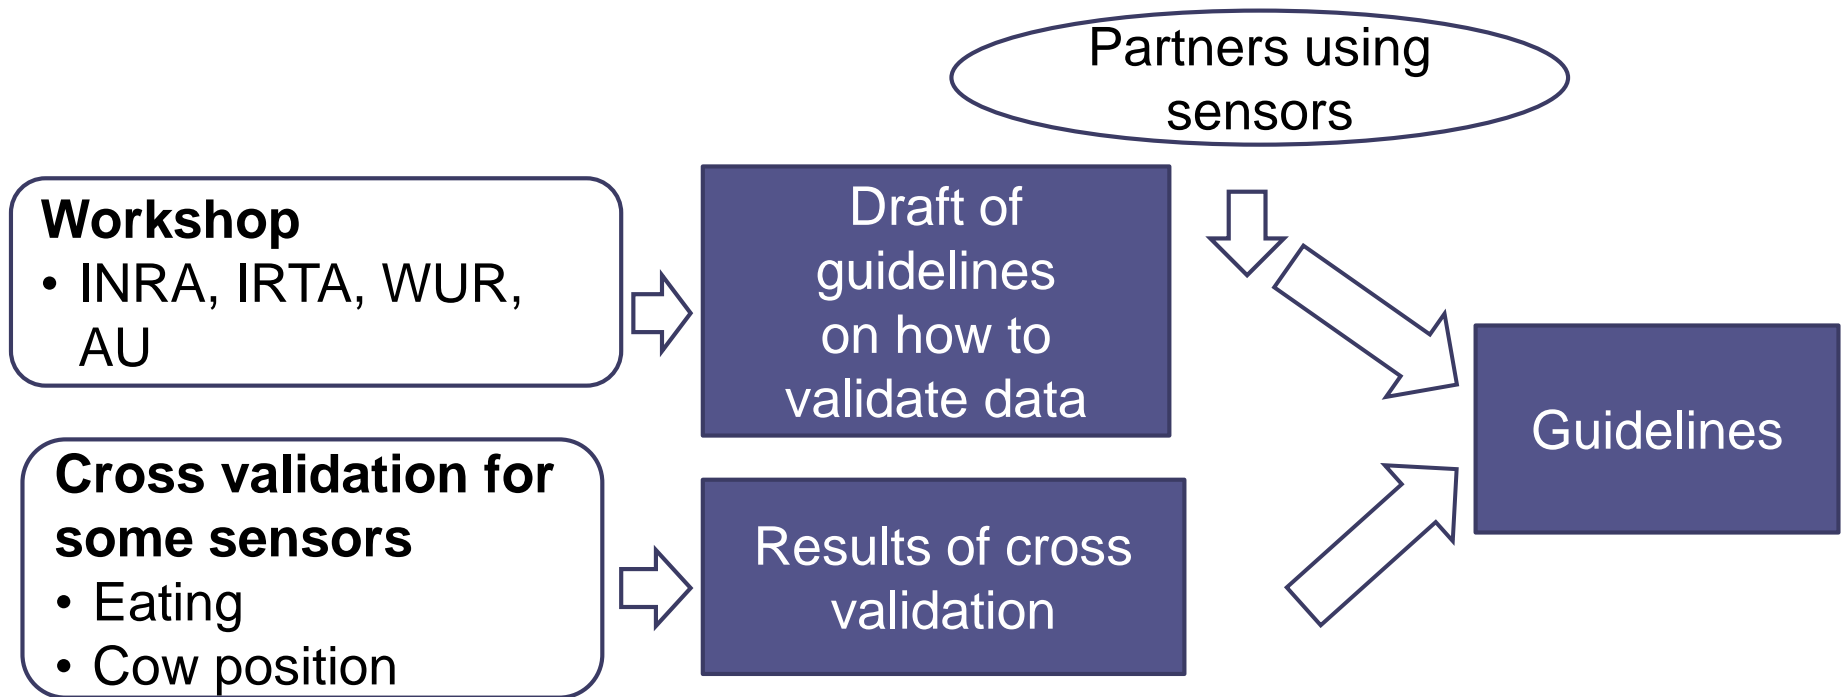 Partners using
sensors
Workshop
• INRA, IRTA, WUR,
AU
Draft of
guidelines
on how to
validate data
Guidelines
Cross validation for
some sensors
• Eating
• Cow position
Results of cross
validation